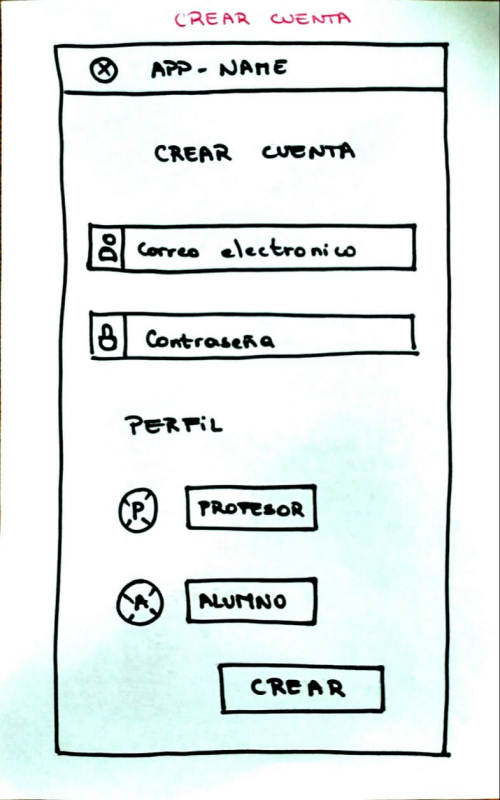 CREAR CUENTA
X APP-NAME
CREAR CUENTA
Correo electronico
Contraseña
PERFIL
P PROFESOR
A ALUMNO
CREAR